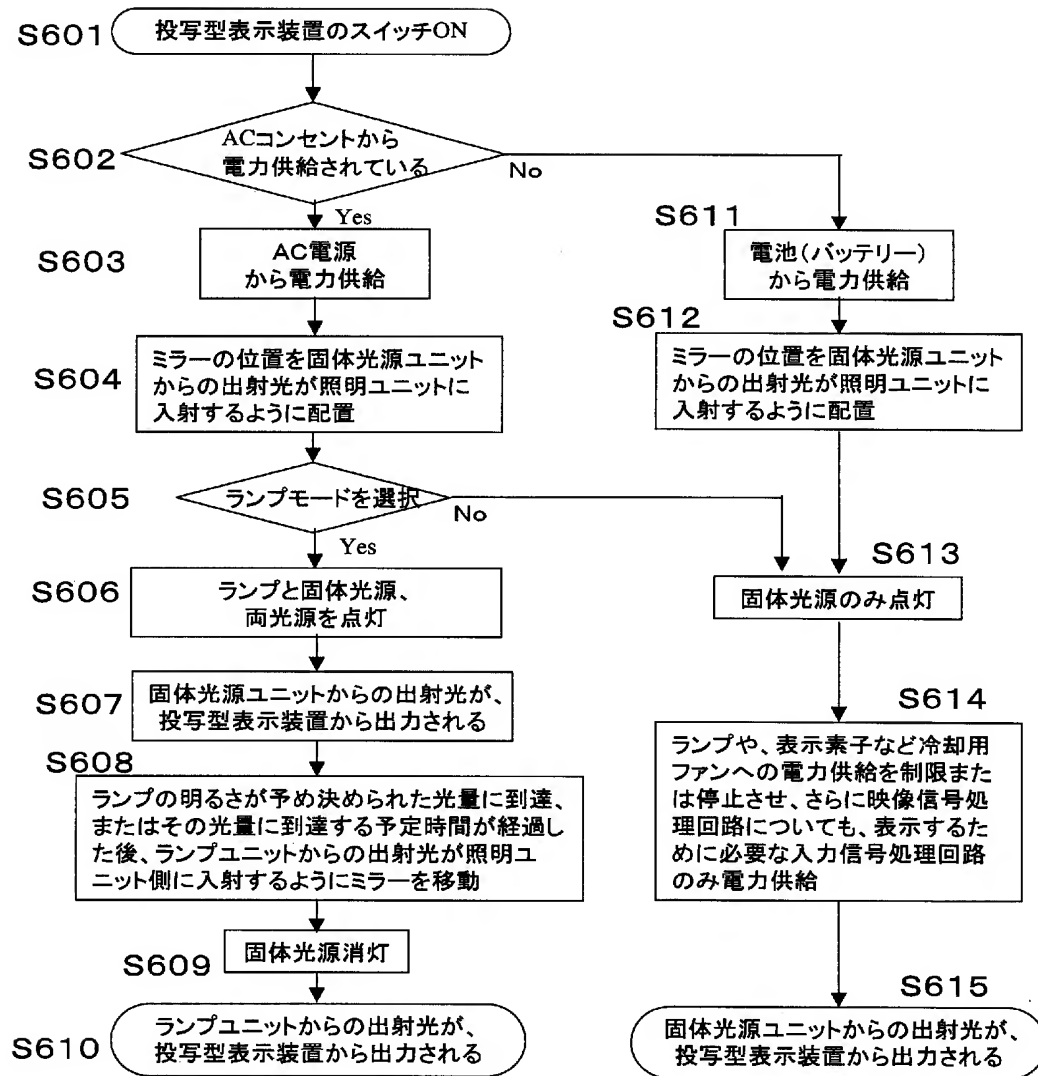 S601
投写型表示装置のスイッチON
S602
ACコンセントから
電力供給されている
No
Yes
S603
AC電源
から電力供給
S611
電池(バッテリー)
から電力供給
S604
ミラーの位置を固体光源ユニット
からの出射光が照明ユニットに
入射するように配置
S612
ミラーの位置を固体光源ユニット
からの出射光が照明ユニットに
入射するように配置
S605
ランプモードを選択
No
Yes
S606
ランプと固体光源、
両光源を点灯
S613
固体光源のみ点灯
S607
固体光源ユニットからの出射光が、
投写型表示装置から出力される
S608
ランプの明るさが予め決められた光量に到達、
またはその光量に到達する予定時間が経過し
た後、ランプユニットからの出射光が照明ユ
ニット側に入射するようにミラーを移動
S614
ランプや、表示素子など冷却用
ファンへの電力供給を制限また
は停止させ、さらに映像信号処
理回路についても、表示するた
めに必要な入力信号処理回路
のみ電力供給
S609
固体光源消灯
S610
ランプユニットからの出射光が、
投写型表示装置から出力される
S615
固体光源ユニットからの出射光が、
投写型表示装置から出力される